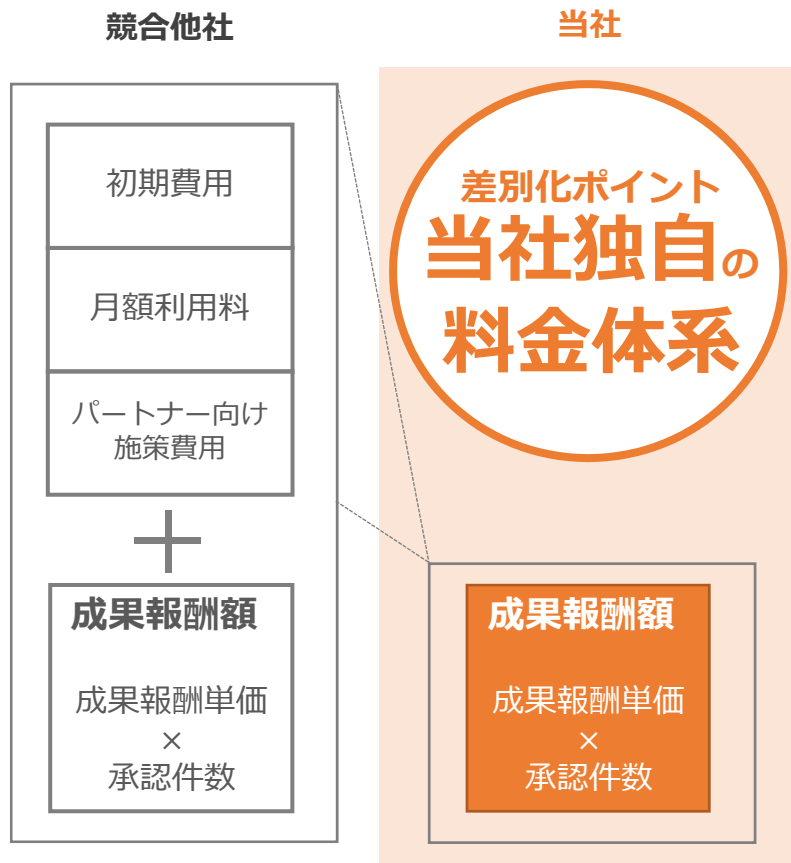 競合他社
初期費用
月額利用料
パートナー向け
施策費用
＋
成果報酬額
成果報酬単価
×
承認件数
当社
差別化ポイント
当社独自の
料金体系
成果報酬額
成果報酬単価
×
承認件数